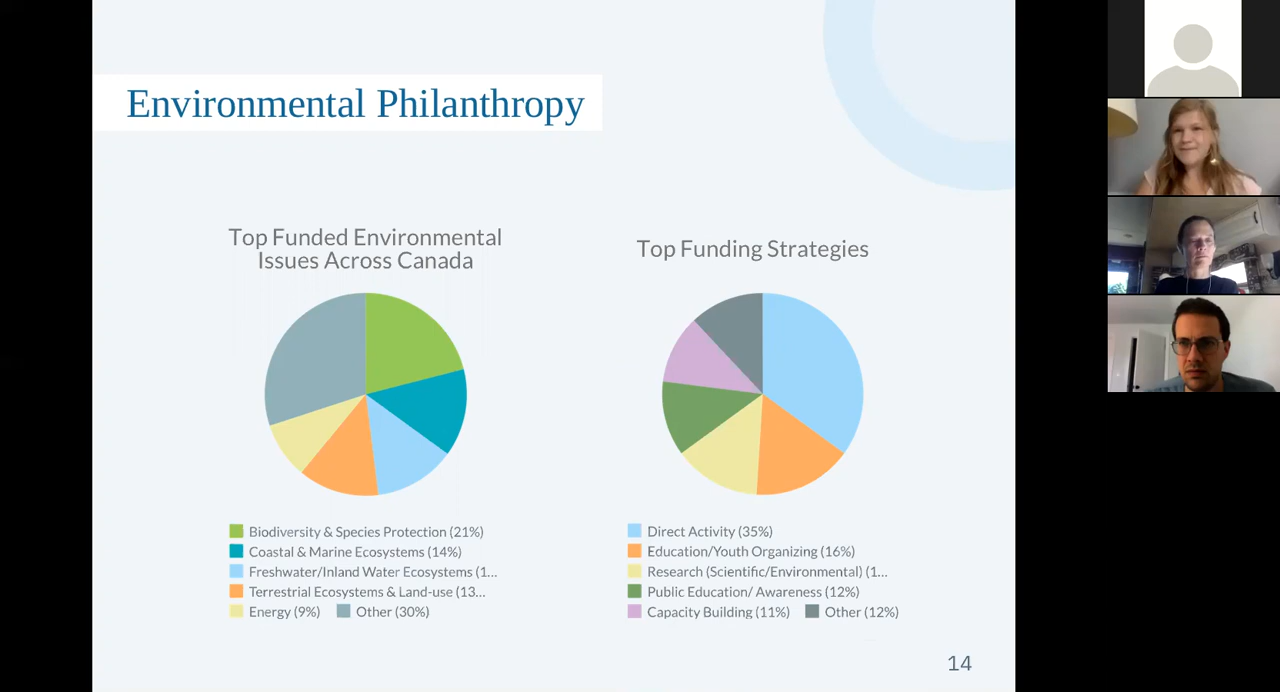 Environmental Philanthropy
Top Funded Environmental
Issues Across Canada
Biodiversity & Species Protection (21%)
Coastal & Marine Ecosystems (14%)
Freshwater/Inland Water Ecosystems (1...
Terrestrial Ecosystems & Land-use (13...
Energy (9%) Other (30%)
Top Funding Strategies
Direct Activity (35%)
Education/Youth Organizing (16%)
Research (Scientific/Environmental) (1...
Public Education/ Awareness (12%)
Capacity Building (11%) Other (12%)
14